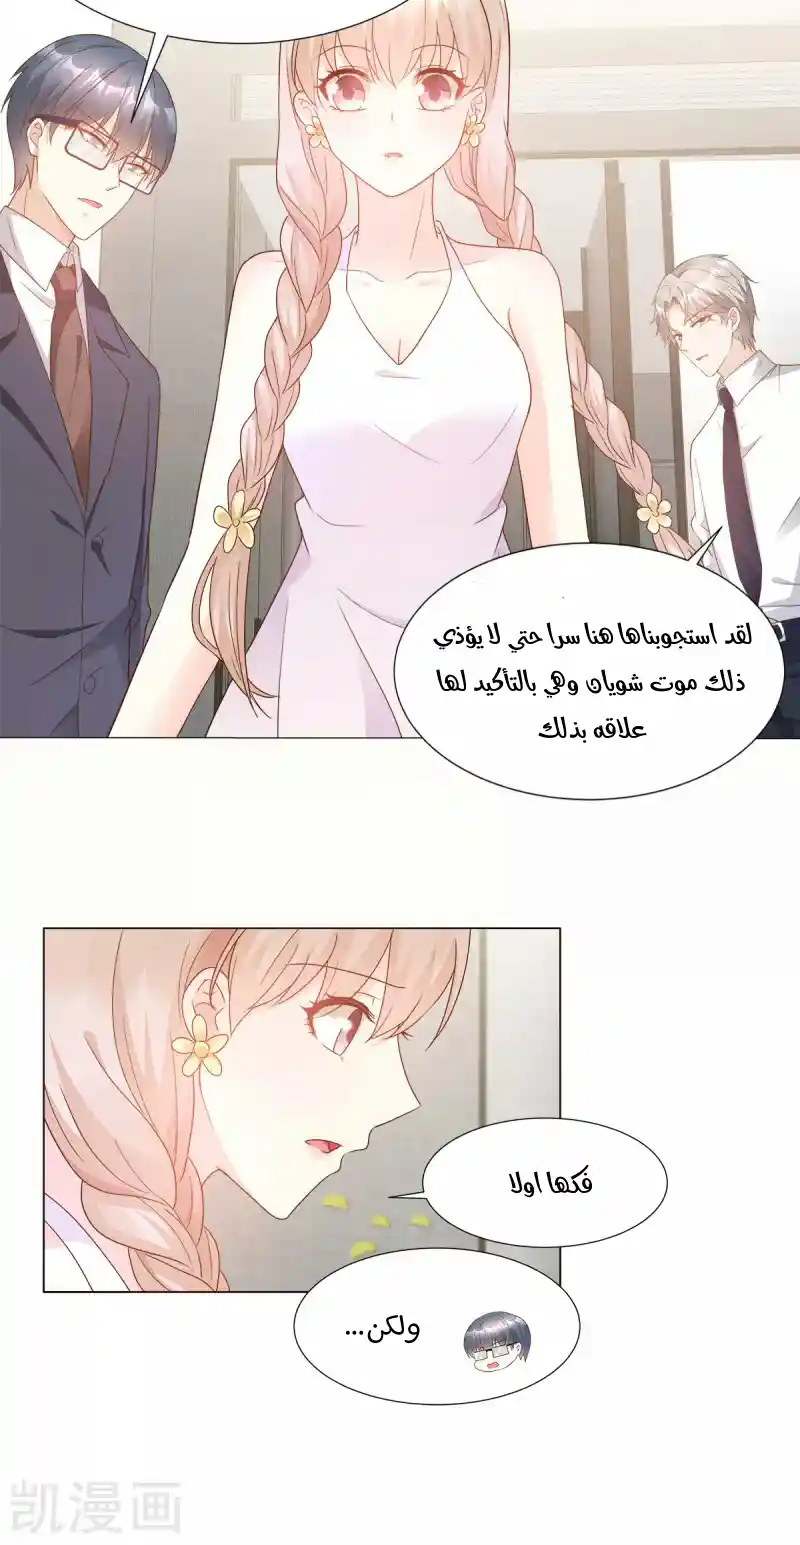 لقد استجوبناها هنا سرا حتي لا يؤذي
ذلك موت شويان وهي بالتأكيد لها
علاقه بذلك
فكها اولا
ولكن...
凯漫画